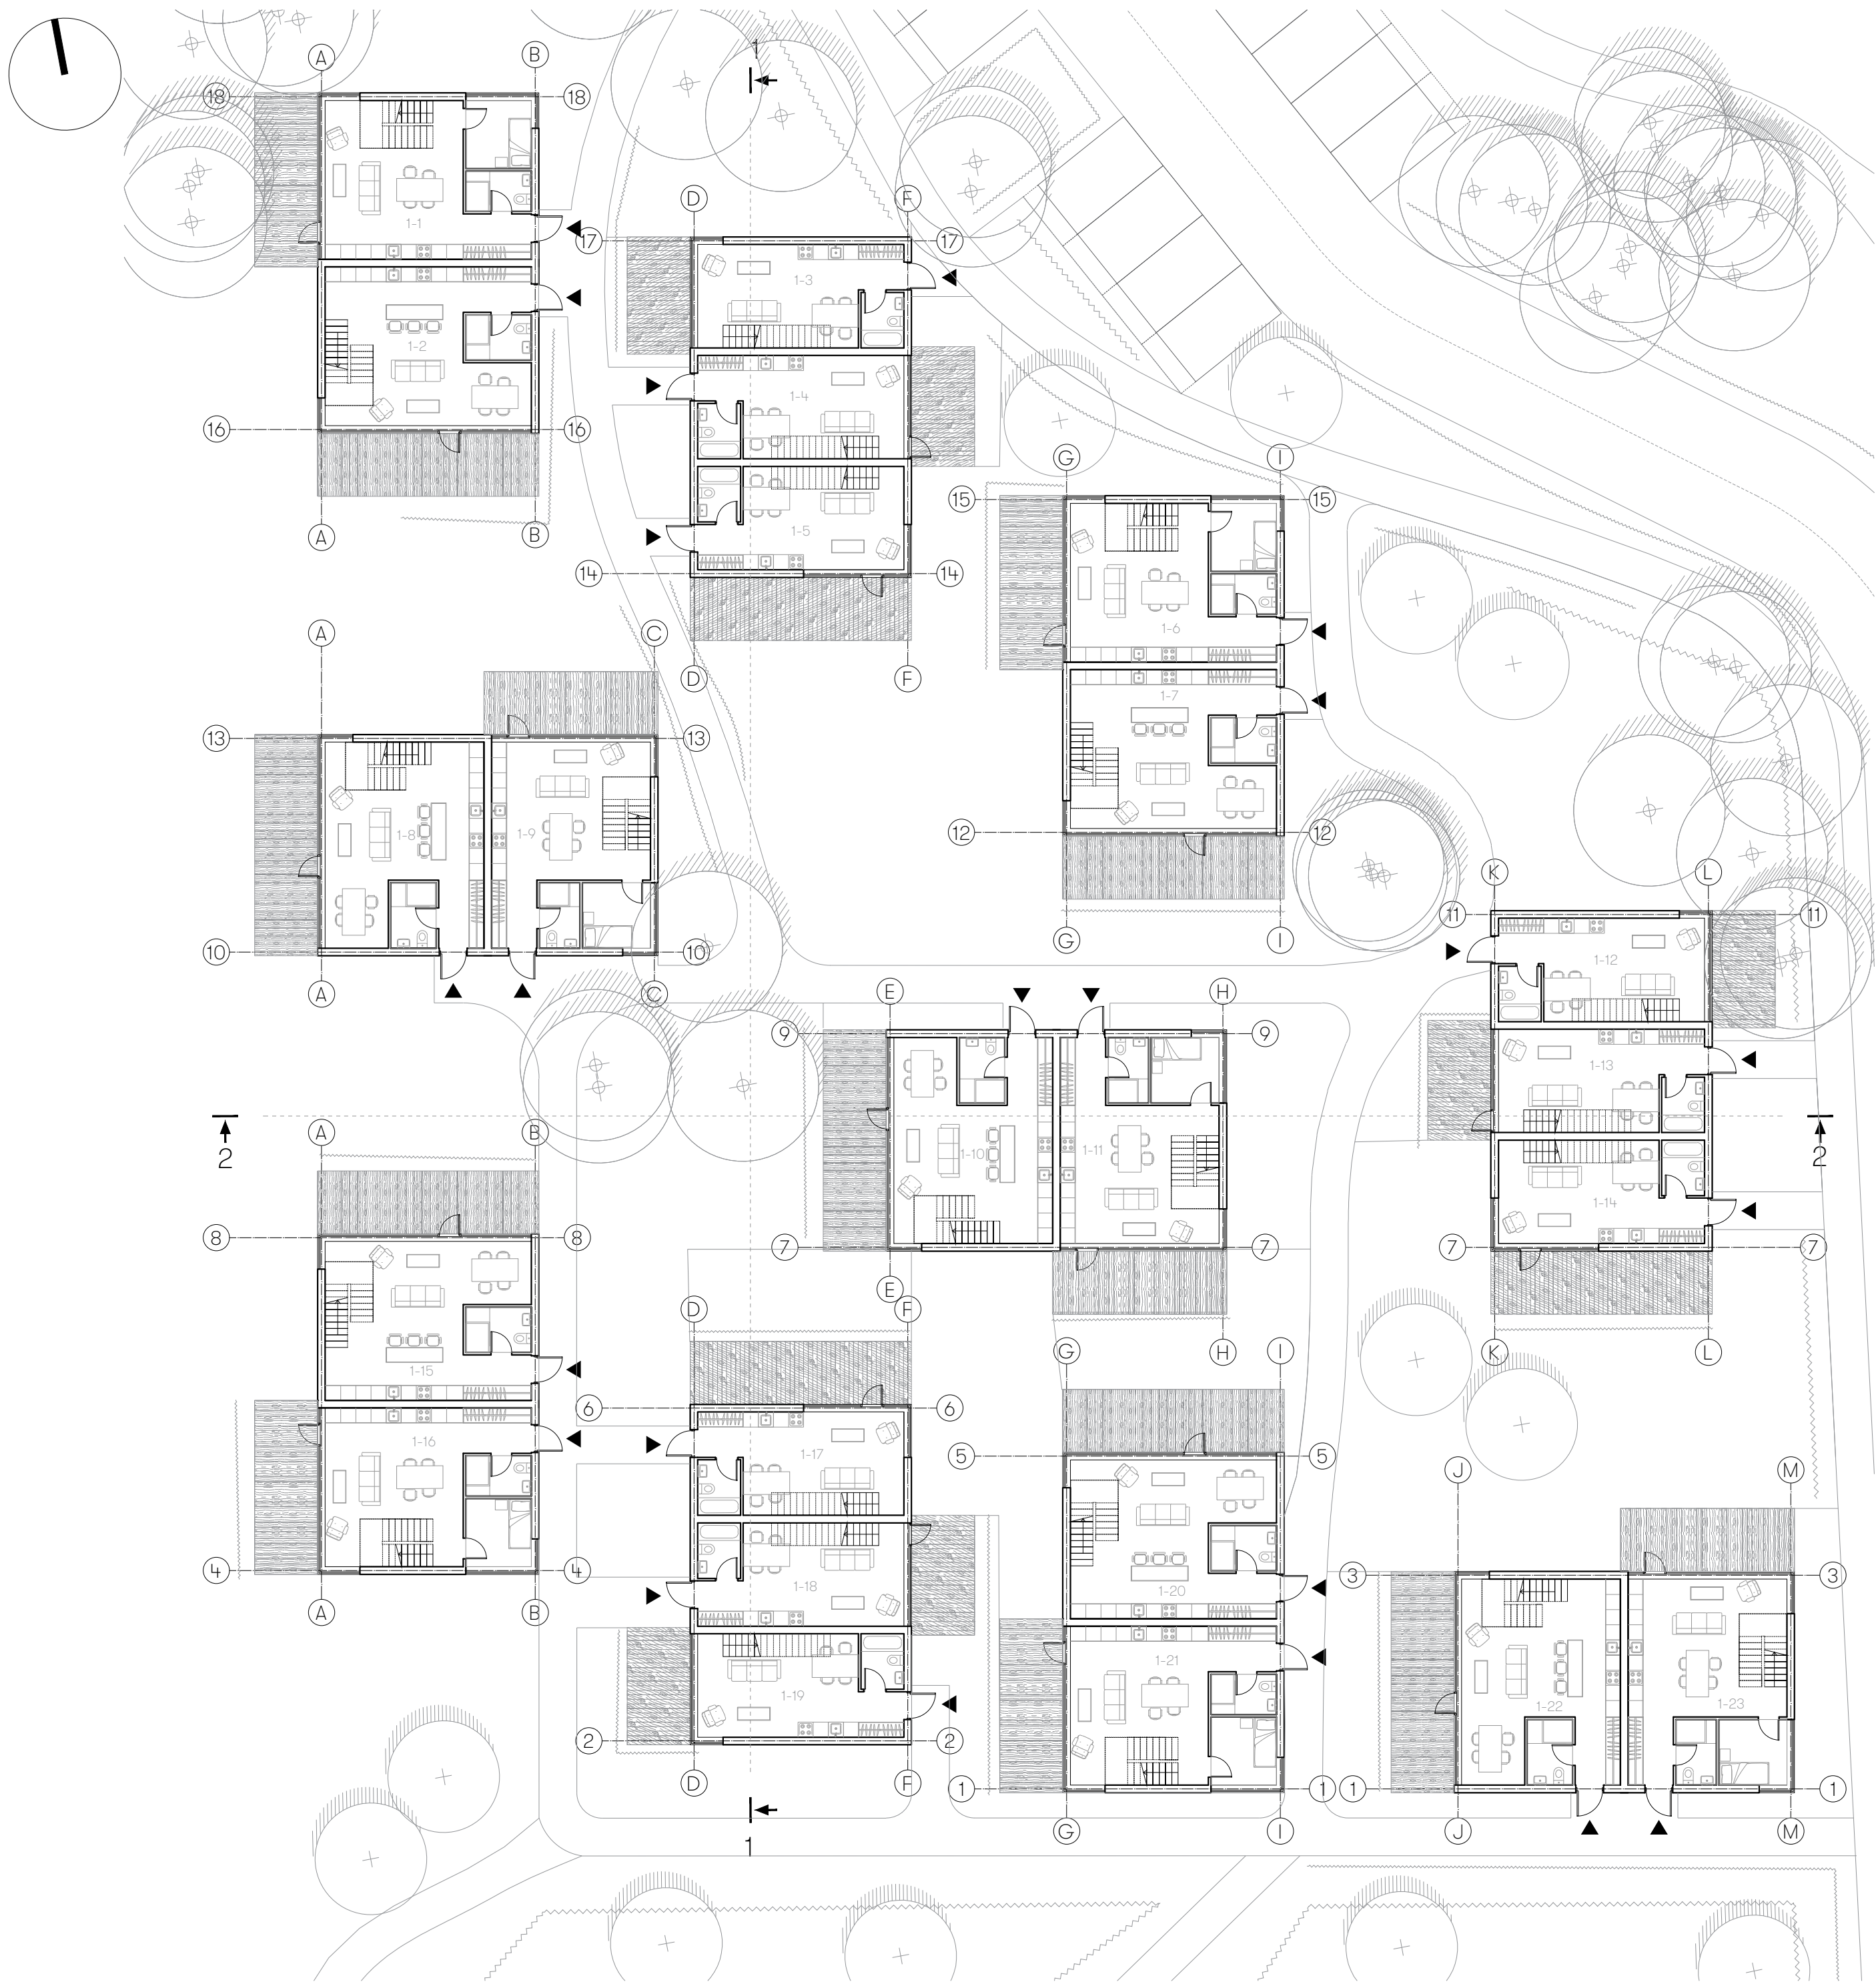 A B
1
18 18
D F
1-1
17 17
1-3
1-2
1-4
16 16
G I
15 15
1-5
A B
14 14
A C
1-6
D F
1-7
13 13
12 12
1-8 1-9
K L
11 11
G I
10 10
1-12
A C
E H
9 9
1-13
A B
2 2
1-10 1-11
1-14
8 8
7 7
7 7
E
D F
G H I
K L
1-15
6 6
1-16
1-17
5 5
J M
4 4
3 3
1-18
1-20
A B
1-21
1-19
1-22 1-23
2 2
D F
1 1
1 1
G I
J M
1